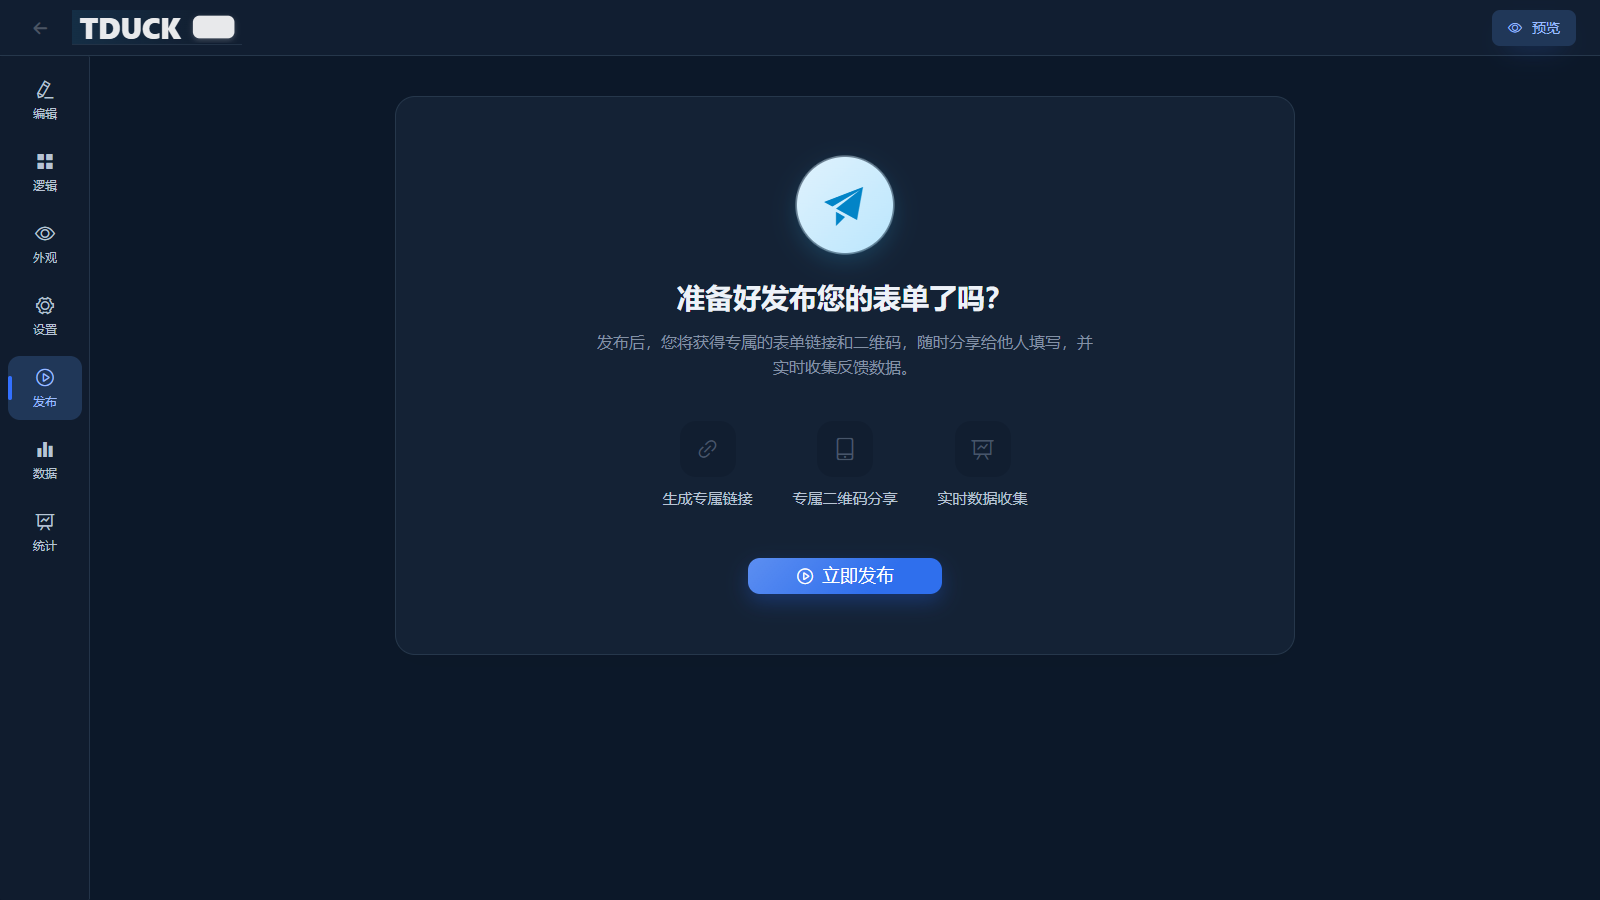 TDUCK
预览
编辑
逻辑
外观
设置
发布
数据
统计
准备好发布您的表单了吗？
发布后，您将获得专属的表单链接和二维码，随时分享给他人填写，并
实时收集反馈数据。
生成专属链接
专属二维码分享
实时数据收集
立即发布